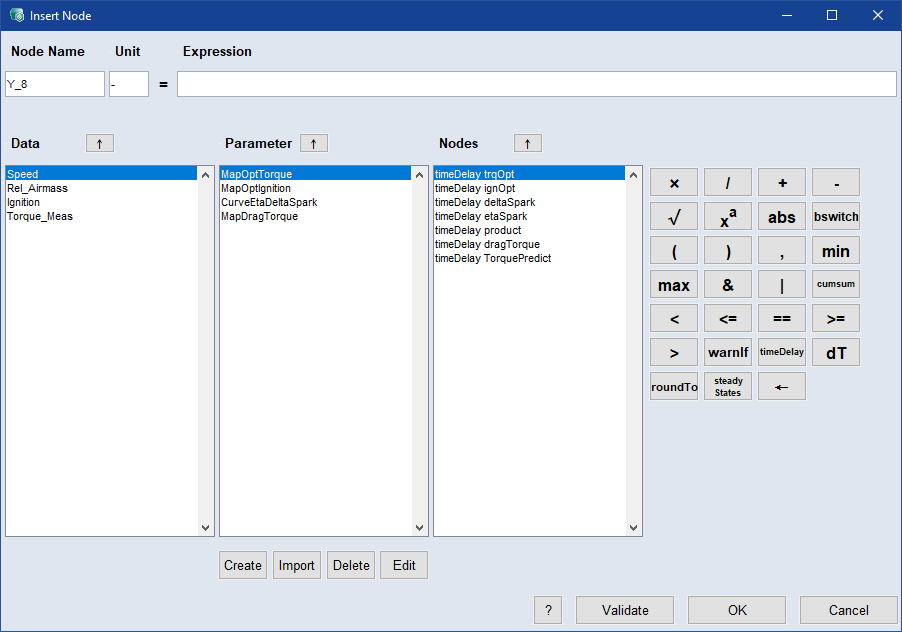 Insert Node
Node Name Unit Expression
Y_8 - =
Data ↑ Parameter ↑ Nodes ↑
Speed
Rel_Airmass
Ignition
Torque_Meas
MapOptTorque
MapOptIgnition
CurveEtaDeltaSpark
MapDragTorque
timeDelay trqOpt
timeDelay ignOpt
timeDelay deltaSpark
timeDelay etaSpark
timeDelay product
timeDelay dragTorque
timeDelay TorquePredict
× / + -
√ xᵃ abs bswitch
( ) , min
max & | cumsum
< <= == >=
> warnIf timeDelay dT
roundTo steady States ←
Create Import Delete Edit
? Validate OK Cancel